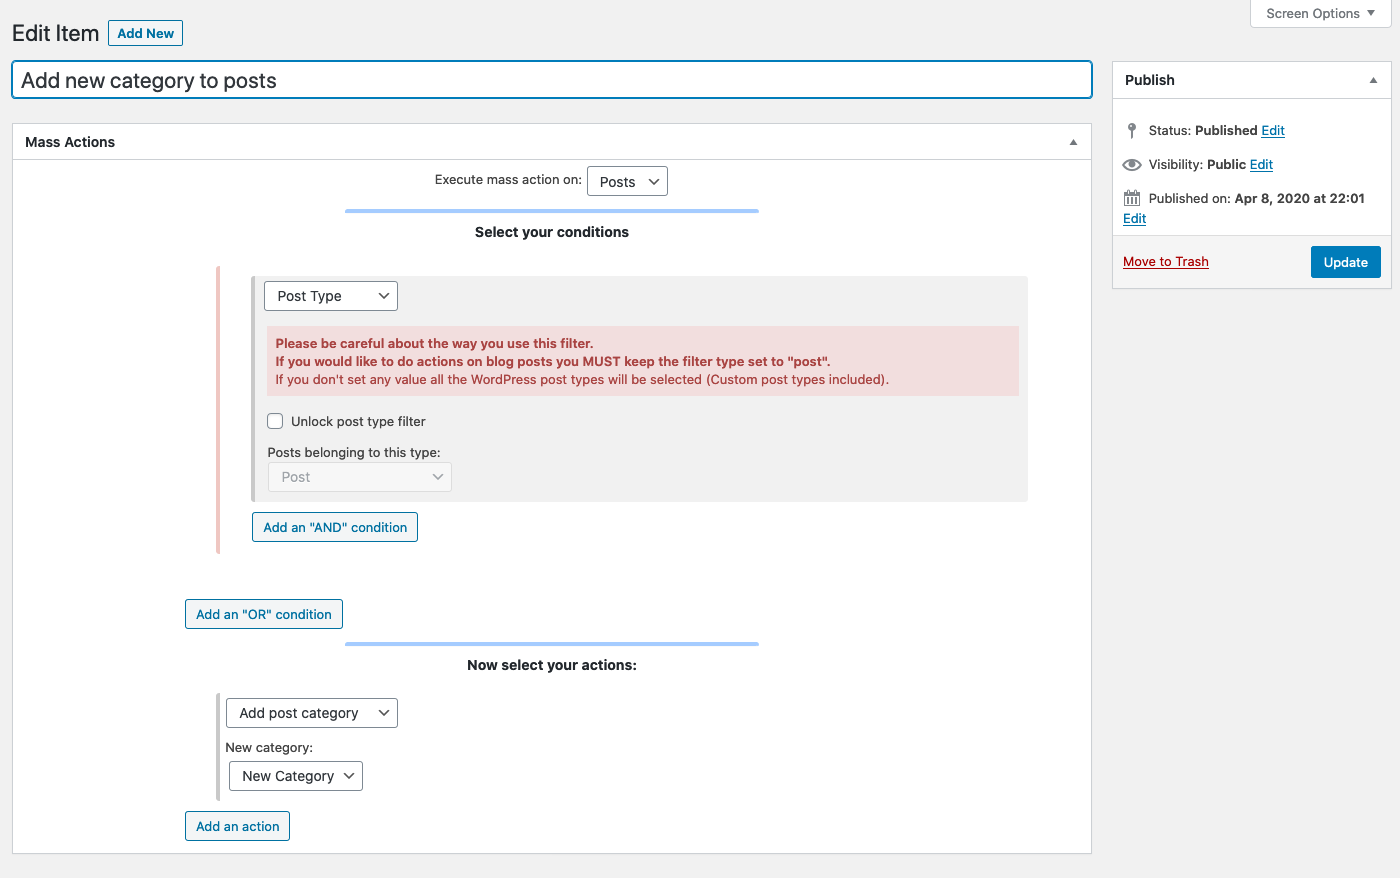 Screen Options
Edit Item
Add New
Add new category to posts
Mass Actions
Execute mass action on: Posts
Select your conditions
Post Type
Please be careful about the way you use this filter.
If you would like to do actions on blog posts you MUST keep the filter type set to "post".
If you don't set any value all the WordPress post types will be selected (Custom post types included).
Unlock post type filter
Posts belonging to this type:
Post
Add an "AND" condition
Add an "OR" condition
Now select your actions:
Add post category
New category:
New Category
Add an action
Publish
Status: Published Edit
Visibility: Public Edit
Published on: Apr 8, 2020 at 22:01
Edit
Move to Trash
Update